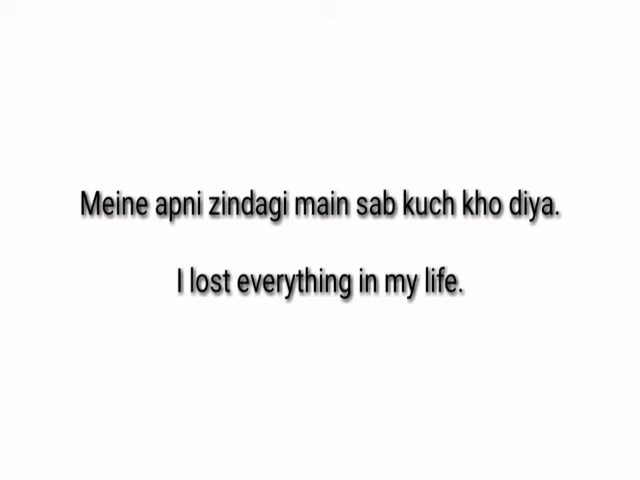 Meine apni zindagi main sab kuch kho diya.
I lost everything in my life.